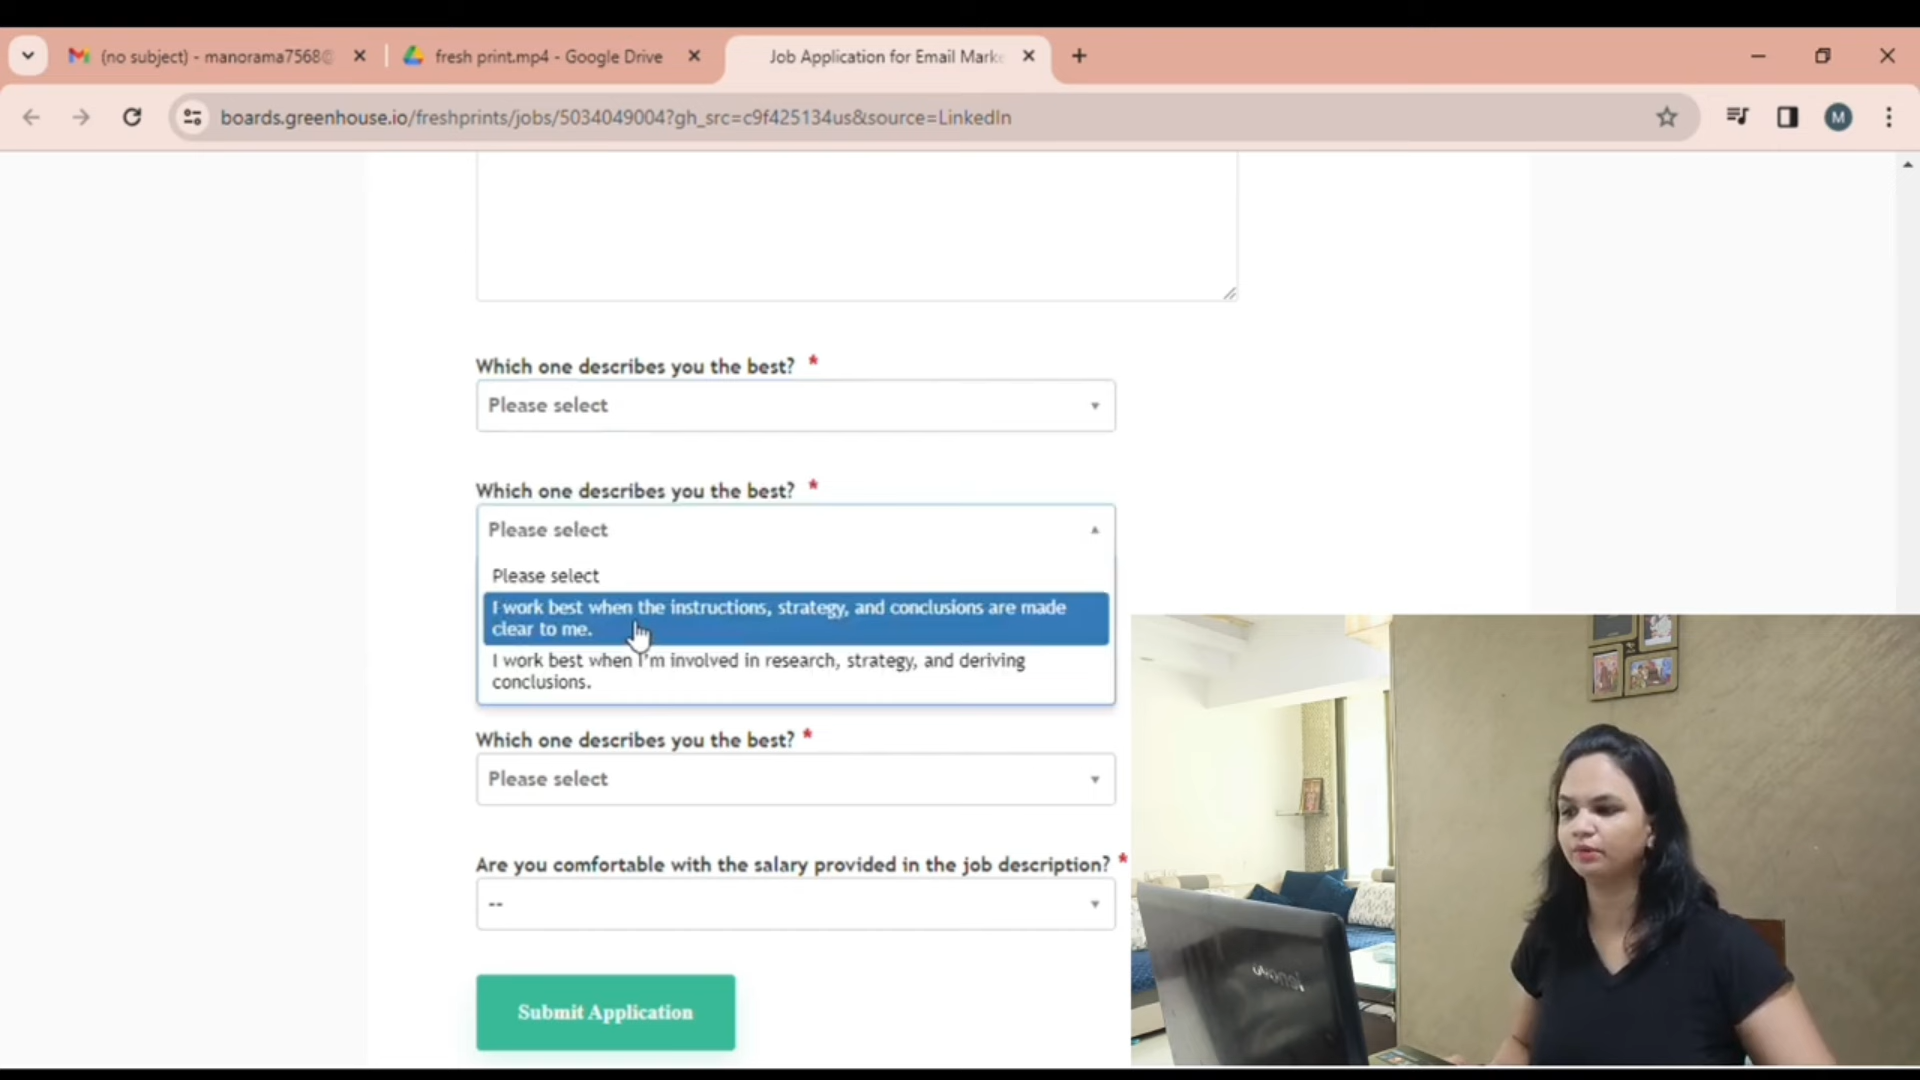 (no subject) - manorama7568@
fresh print.mp4 - Google Drive
Job Application for Email Marke
boards.greenhouse.io/freshprints/jobs/5034049004?gh_src=c9f425134us&source=LinkedIn
M
Which one describes you the best? *
Please select
Which one describes you the best? *
Please select
Please select
I work best when the instructions, strategy, and conclusions are made
clear to me.
I work best when I'm involved in research, strategy, and deriving
conclusions.
Which one describes you the best? *
Please select
Are you comfortable with the salary provided in the job description? *
--
Submit Application
lenovo